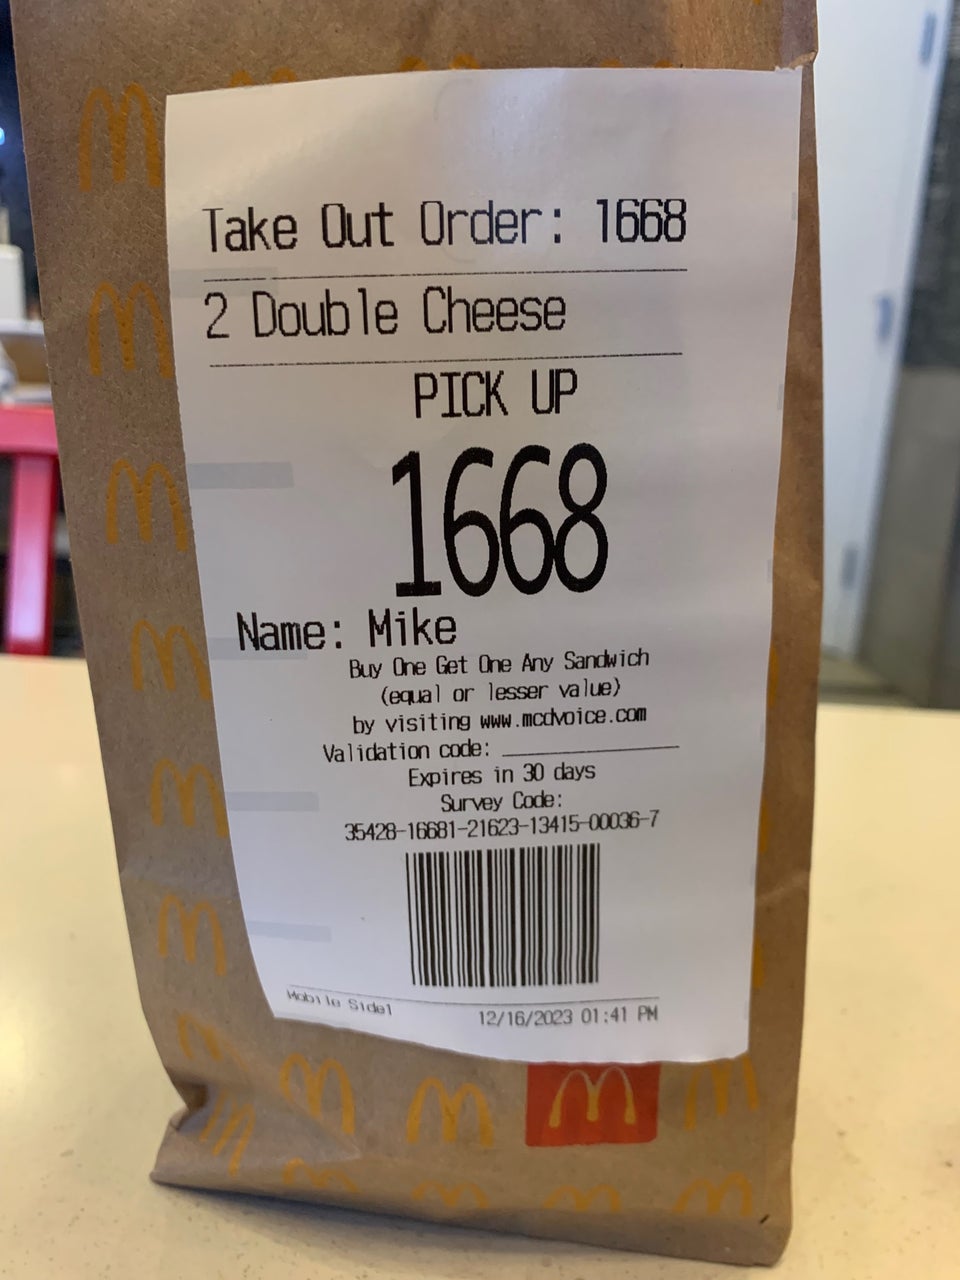 Take Out Order: 1668
2 Double Cheese
PICK UP
1668
Name: Mike
Buy One Get One Any Sandwich
(equal or lesser value)
by visiting www.mcdvoice.com
Validation code:
Expires in 30 days
Survey Code:
35428-16681-21623-13415-00036-7
Mobile Side1
12/16/2023 01:41 PM